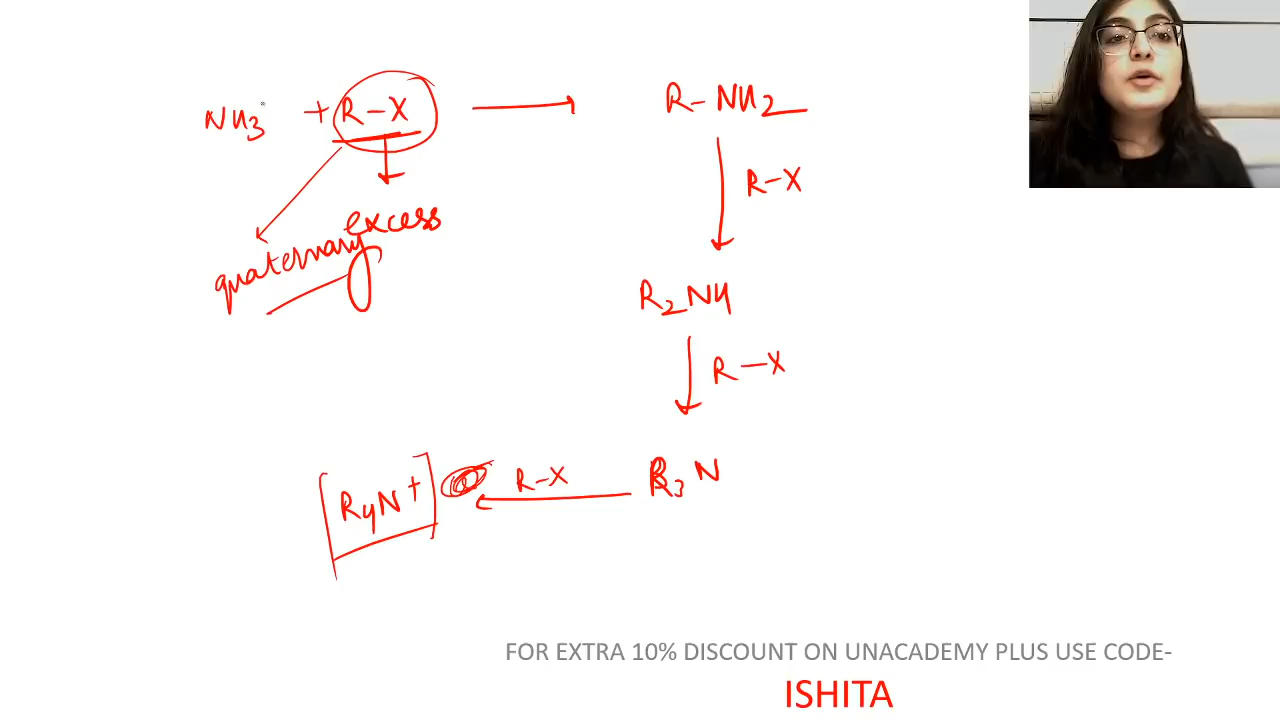 NH3 + R-X ⟶ R-NH2
↓ R-X
excess
quaternary
R2NH
↓ R-X
[R4N+] R-X ⟵ R3N
FOR EXTRA 10% DISCOUNT ON UNACADEMY PLUS USE CODE-
ISHITA